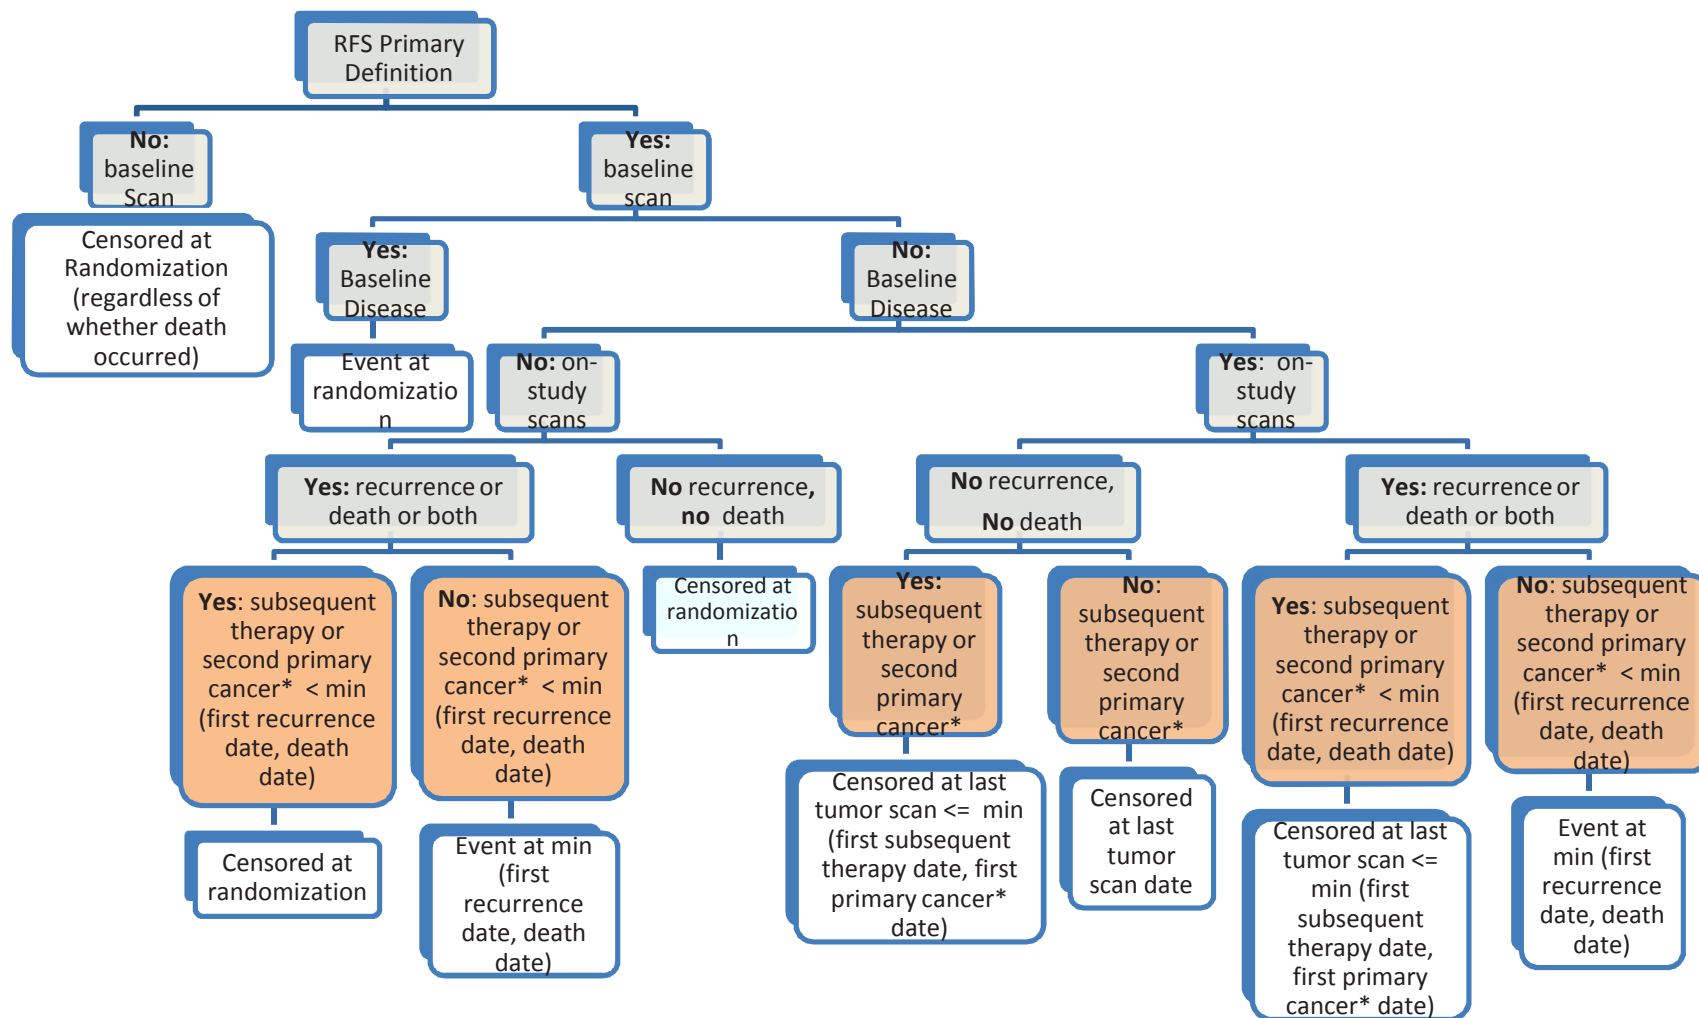 RFS Primary
Definition
No:
baseline
Scan
Yes:
baseline
scan
Censored at
Randomization
(regardless of
whether death
occurred)
Yes:
Baseline
Disease
No:
Baseline
Disease
Event at
randomizatio
n
No: on-
study
scans
Yes:  on-
study
scans
Yes: recurrence or
death or both
No recurrence,
no  death
No recurrence,
No death
Yes: recurrence or
death or both
Yes: subsequent
therapy or
second primary
cancer*  < min
(first recurrence
date, death
date)
No: subsequent
therapy or
second primary
cancer*  < min
(first recurrence
date, death
date)
Censored at
randomizatio
n
Yes:
subsequent
therapy or
second
primary
cancer*
No:
subsequent
therapy or
second
primary
cancer*
Yes: subsequent
therapy or
second primary
cancer* < min
(first recurrence
date, death date)
No: subsequent
therapy or
second primary
cancer* < min
(first recurrence
date, death
date)
Censored at
randomization
Event at min
(first
recurrence
date, death
date)
Censored at last
tumor scan <=  min
(first subsequent
therapy date, first
primary cancer*
date)
Censored
at last
tumor
scan date
Censored at last
tumor scan <=
min (first
subsequent
therapy date,
first primary
cancer* date)
Event at
min (first
recurrence
date, death
date)